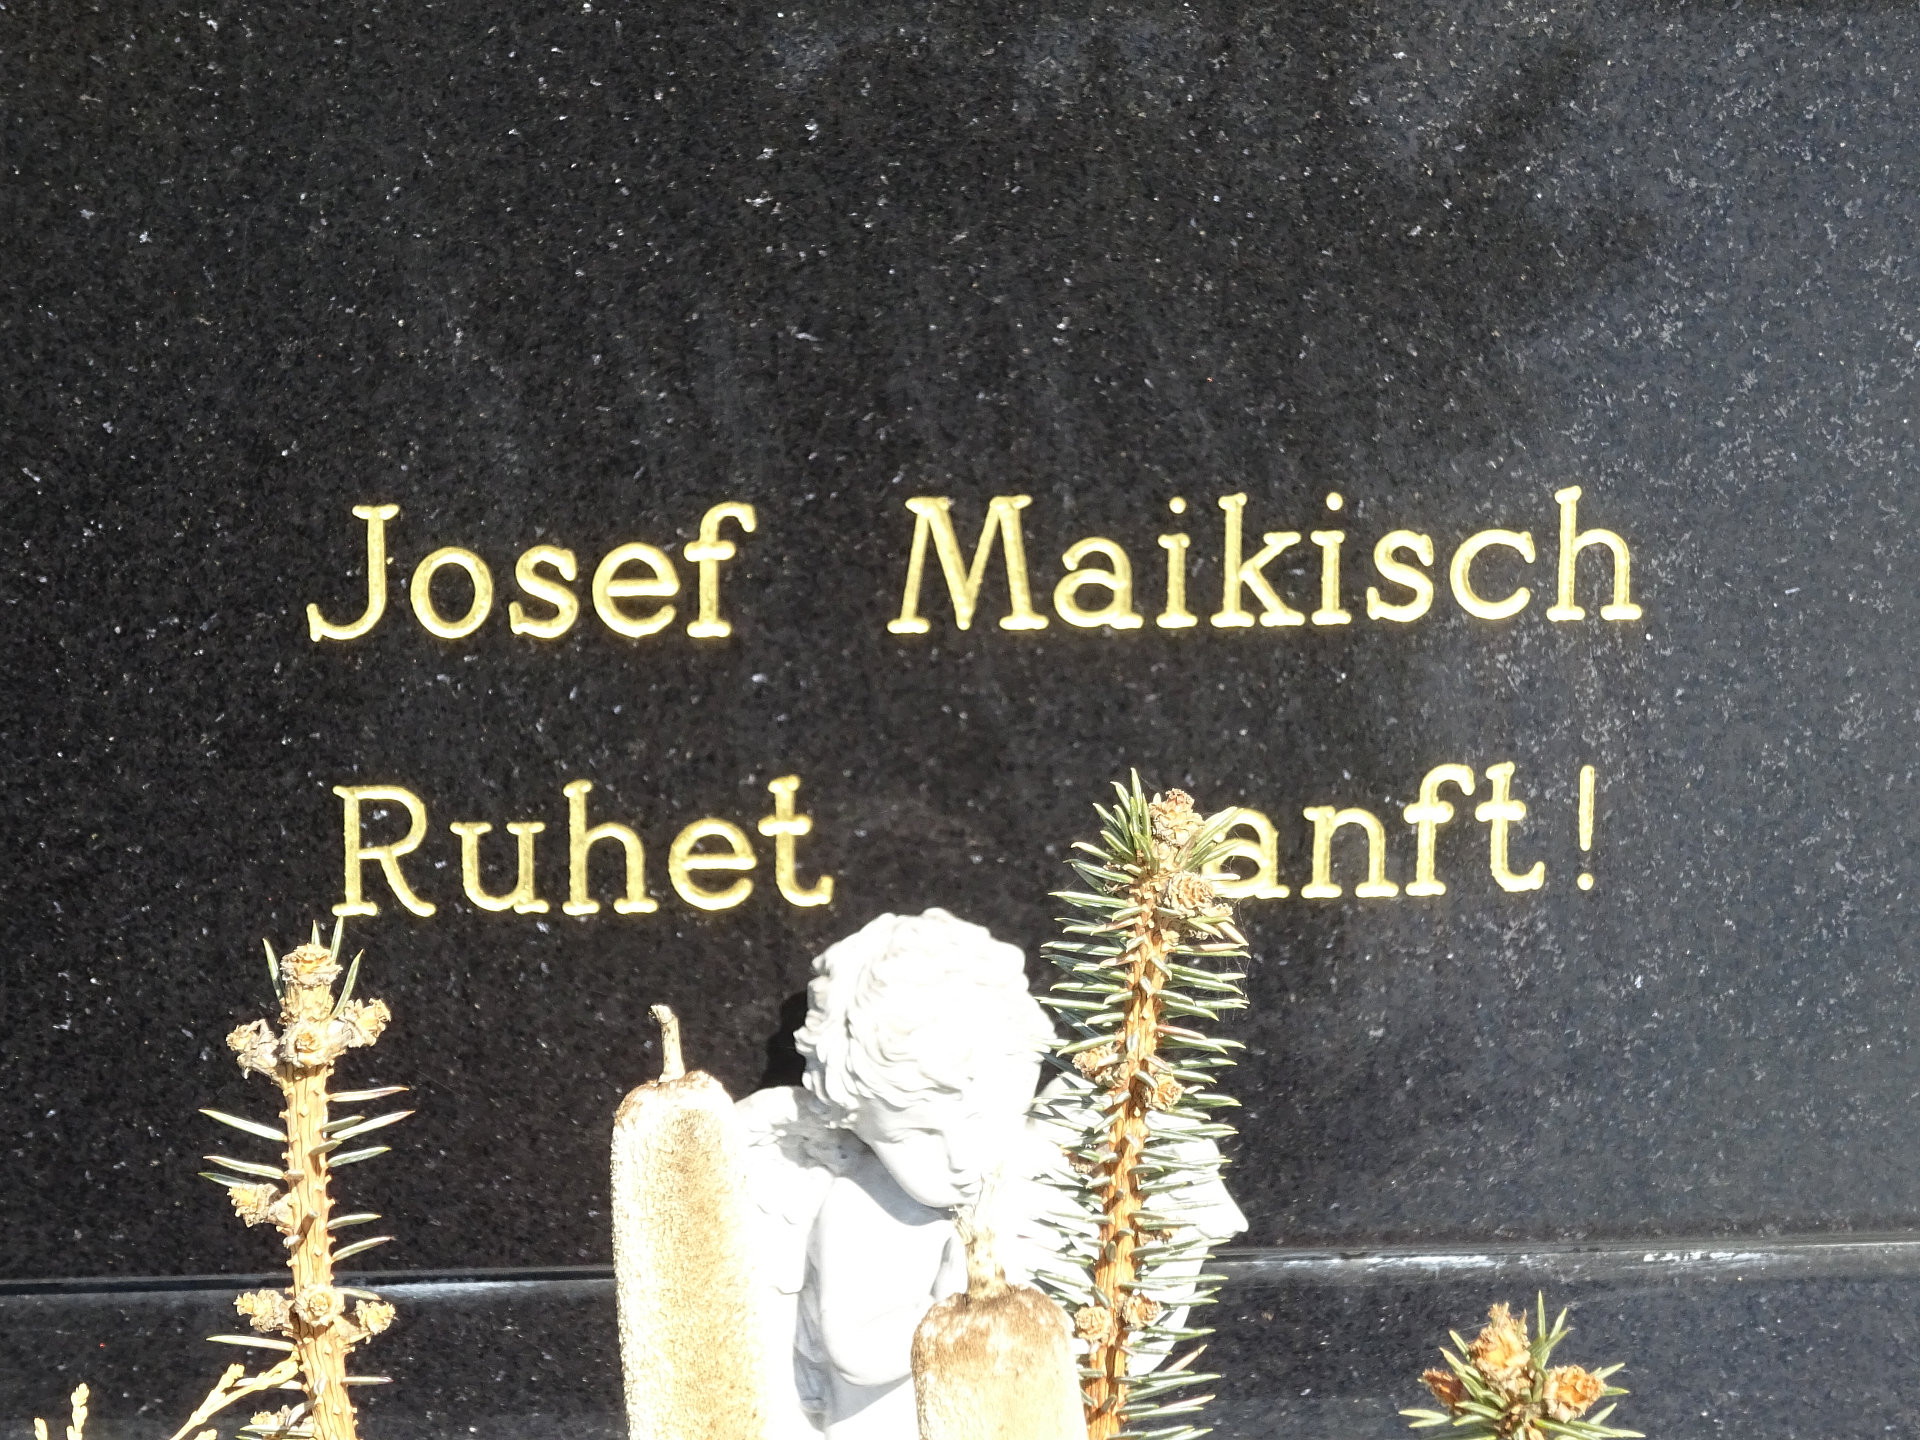 Josef Maikisch
Ruhet anft!